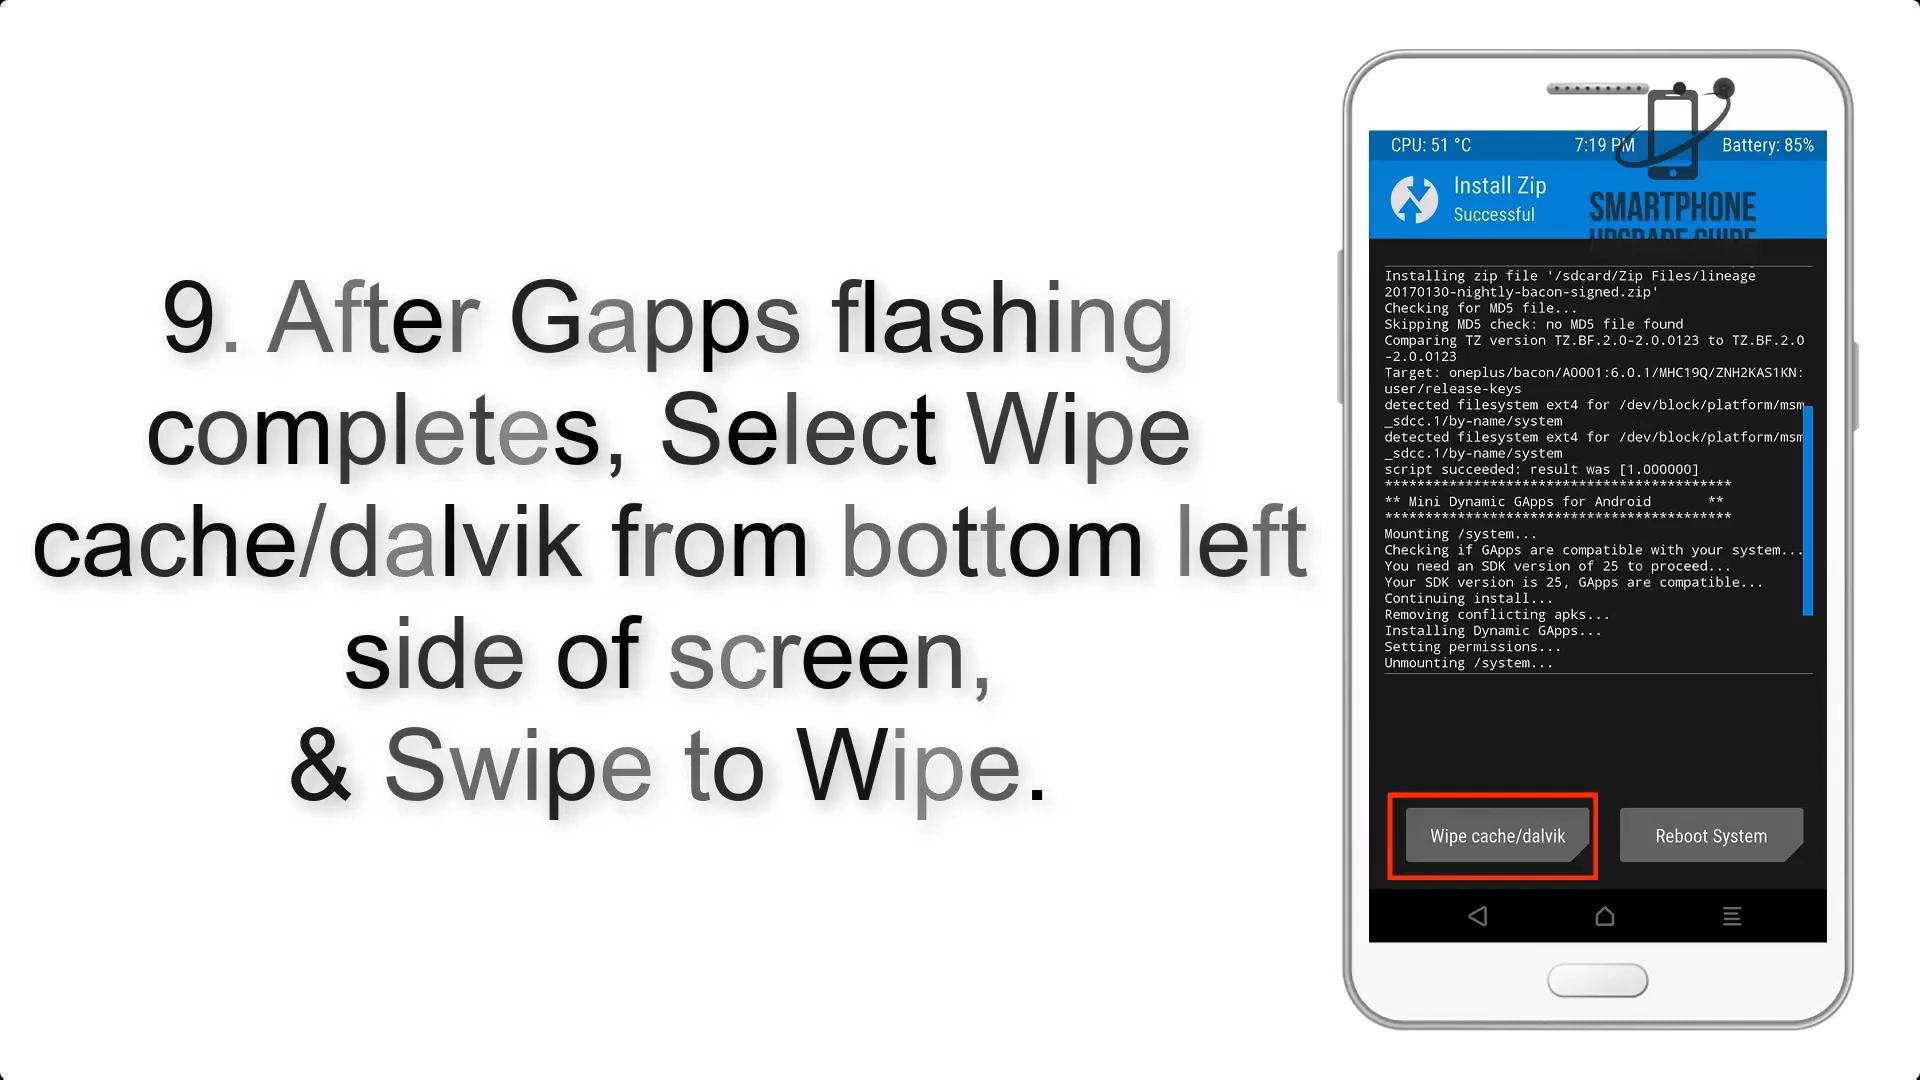 9. After Gapps flashing
completes, Select Wipe
cache/dalvik from bottom left
side of screen,
& Swipe to Wipe.
CPU: 51 °C 7:19 PM Battery: 85%
Install Zip
Successful
SMARTPHONE
UPGRADE GUIDE
Installing zip file '/sdcard/Zip Files/lineage
20170130-nightly-bacon-signed.zip'
Checking for MD5 file...
Skipping MD5 check: no MD5 file found
Comparing TZ version TZ.BF.2.0-2.0.0123 to TZ.BF.2.0
-2.0.0123
Target: oneplus/bacon/A0001:6.0.1/MHC19Q/ZNH2KAS1KN:
user/release-keys
detected filesystem ext4 for /dev/block/platform/msm
_sdcc.1/by-name/system
detected filesystem ext4 for /dev/block/platform/msm
_sdcc.1/by-name/system
script succeeded: result was [1.000000]
******************************************
** Mini Dynamic GApps for Android **
******************************************
Mounting /system...
Checking if GApps are compatible with your system...
You need an SDK version of 25 to proceed...
Your SDK version is 25, GApps are compatible...
Continuing install...
Removing conflicting apks...
Installing Dynamic GApps...
Setting permissions...
Unmounting /system...
Wipe cache/dalvik Reboot System